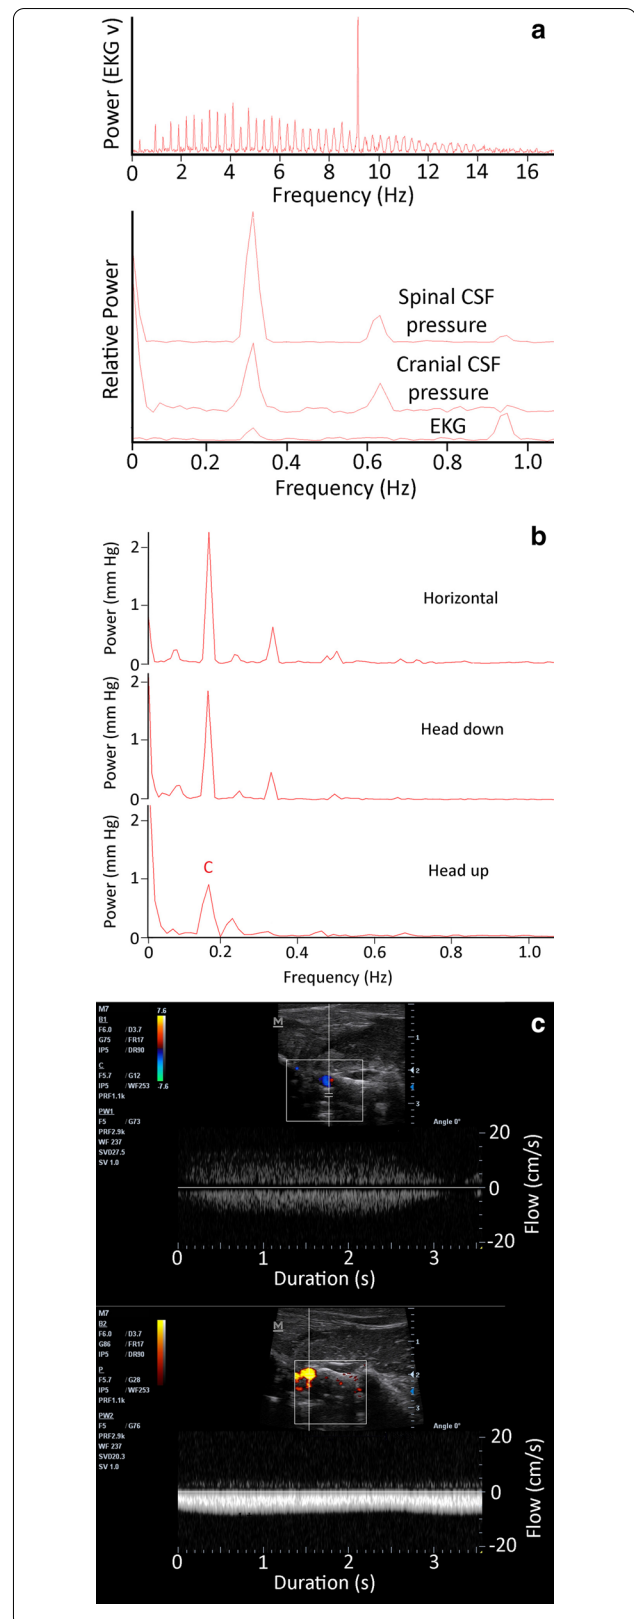 a
Power (EKG v)
0 2 4 6 8 10 12 14 16
Frequency (Hz)
Relative Power
Spinal CSF
pressure
Cranial CSF
pressure
EKG
0 0.2 0.4 0.6 0.8 1.0
Frequency (Hz)
b
Power (mm Hg)
2
1
0
Horizontal
Power (mm Hg)
2
1
0
Head down
Power (mm Hg)
2
1
0
C
Head up
0 0.2 0.4 0.6 0.8 1.0
Frequency (Hz)
c
M7
B1
F6.0 / D3.7
G75 / FR17
IP5 / DR90
C
F5.7 / G12
IP5 / WF253
PRF1.1k
PW1
F5 / G73
PRF2.9k
WF 237
SVD27.5
SV 1.0
7.6
-7.6
M
1
2
3
Angle 0°
20
0
-20
Flow (cm/s)
0 1 2 3
Duration (s)
M7
B2
F6.0 / D3.7
G86 / FR17
IP5 / DR90
P
F5.7 / G28
IP5 / WF253
PRF1.1k
PW2
F5 / G76
PRF2.9k
WF 237
SVD20.3
SV 1.0
M
1
2
3
Angle 0°
20
0
-20
Flow (cm/s)
0 1 2 3
Duration (s)